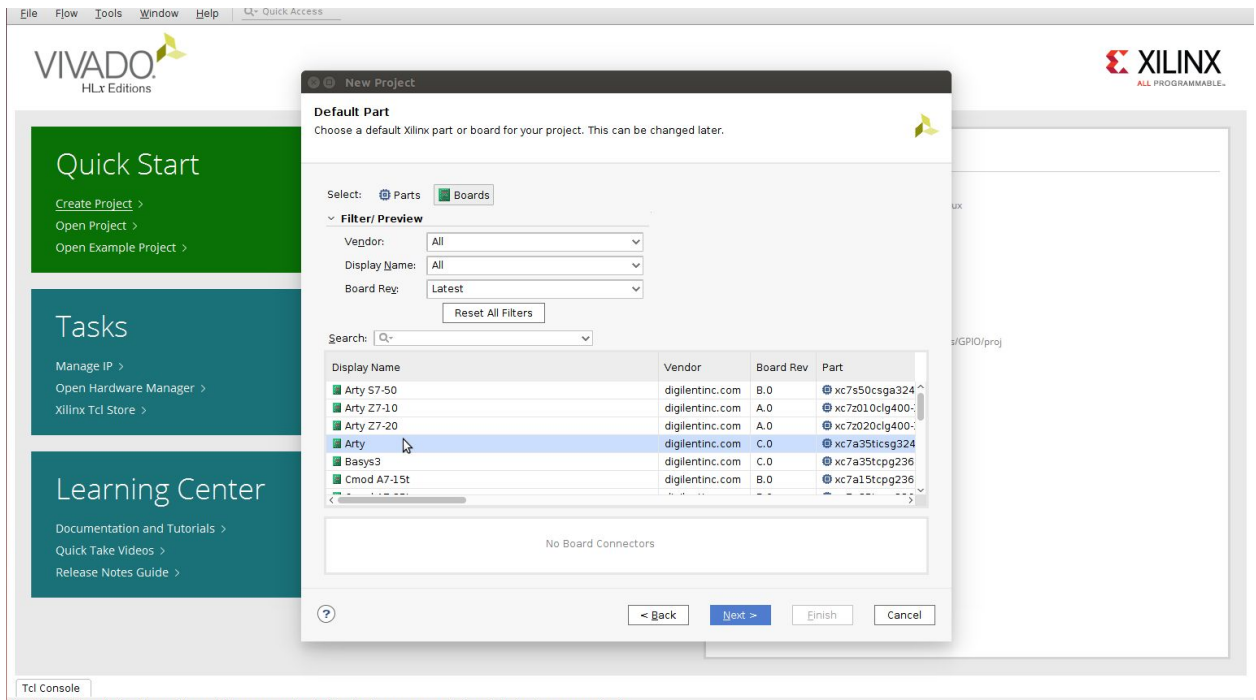 File Flow Tools Window Help Quick Access
VIVADO.
HLx Editions
XILINX
ALL PROGRAMMABLE.
New Project
Default Part
Choose a default Xilinx part or board for your project. This can be changed later.
Quick Start
Create Project >
Open Project >
Open Example Project >
Select: Parts Boards
Filter/ Preview
Vendor: All
Display Name: All
Board Rev: Latest
Reset All Filters
Search: Q-
Tasks
Manage IP >
Open Hardware Manager >
Xilinx Tcl Store >
ux
s/GPIO/proj
Display Name Vendor Board Rev Part
Arty S7-50 digilentinc.com B.0 xc7s50csga324
Arty Z7-10 digilentinc.com A.0 xc7z010clg400-
Arty Z7-20 digilentinc.com A.0 xc7z020clg400-
Arty digilentinc.com C.0 xc7a35ticsg324
Basys3 digilentinc.com C.0 xc7a35tcpg236
Cmod A7-15t digilentinc.com B.0 xc7a15tcpg236
No Board Connectors
Learning Center
Documentation and Tutorials >
Quick Take Videos >
Release Notes Guide >
? < Back Next > Finish Cancel
Tcl Console